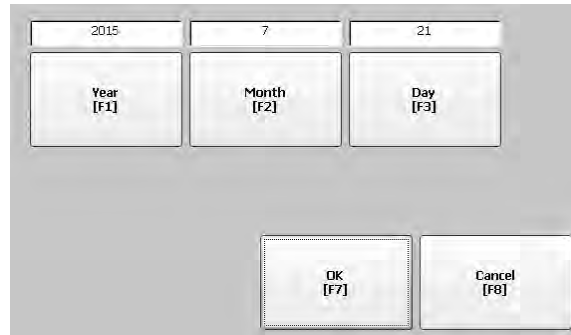 2015 7 21
Year Month Day
[F1] [F2] [F3]
OK Cancel
[F7] [F8]